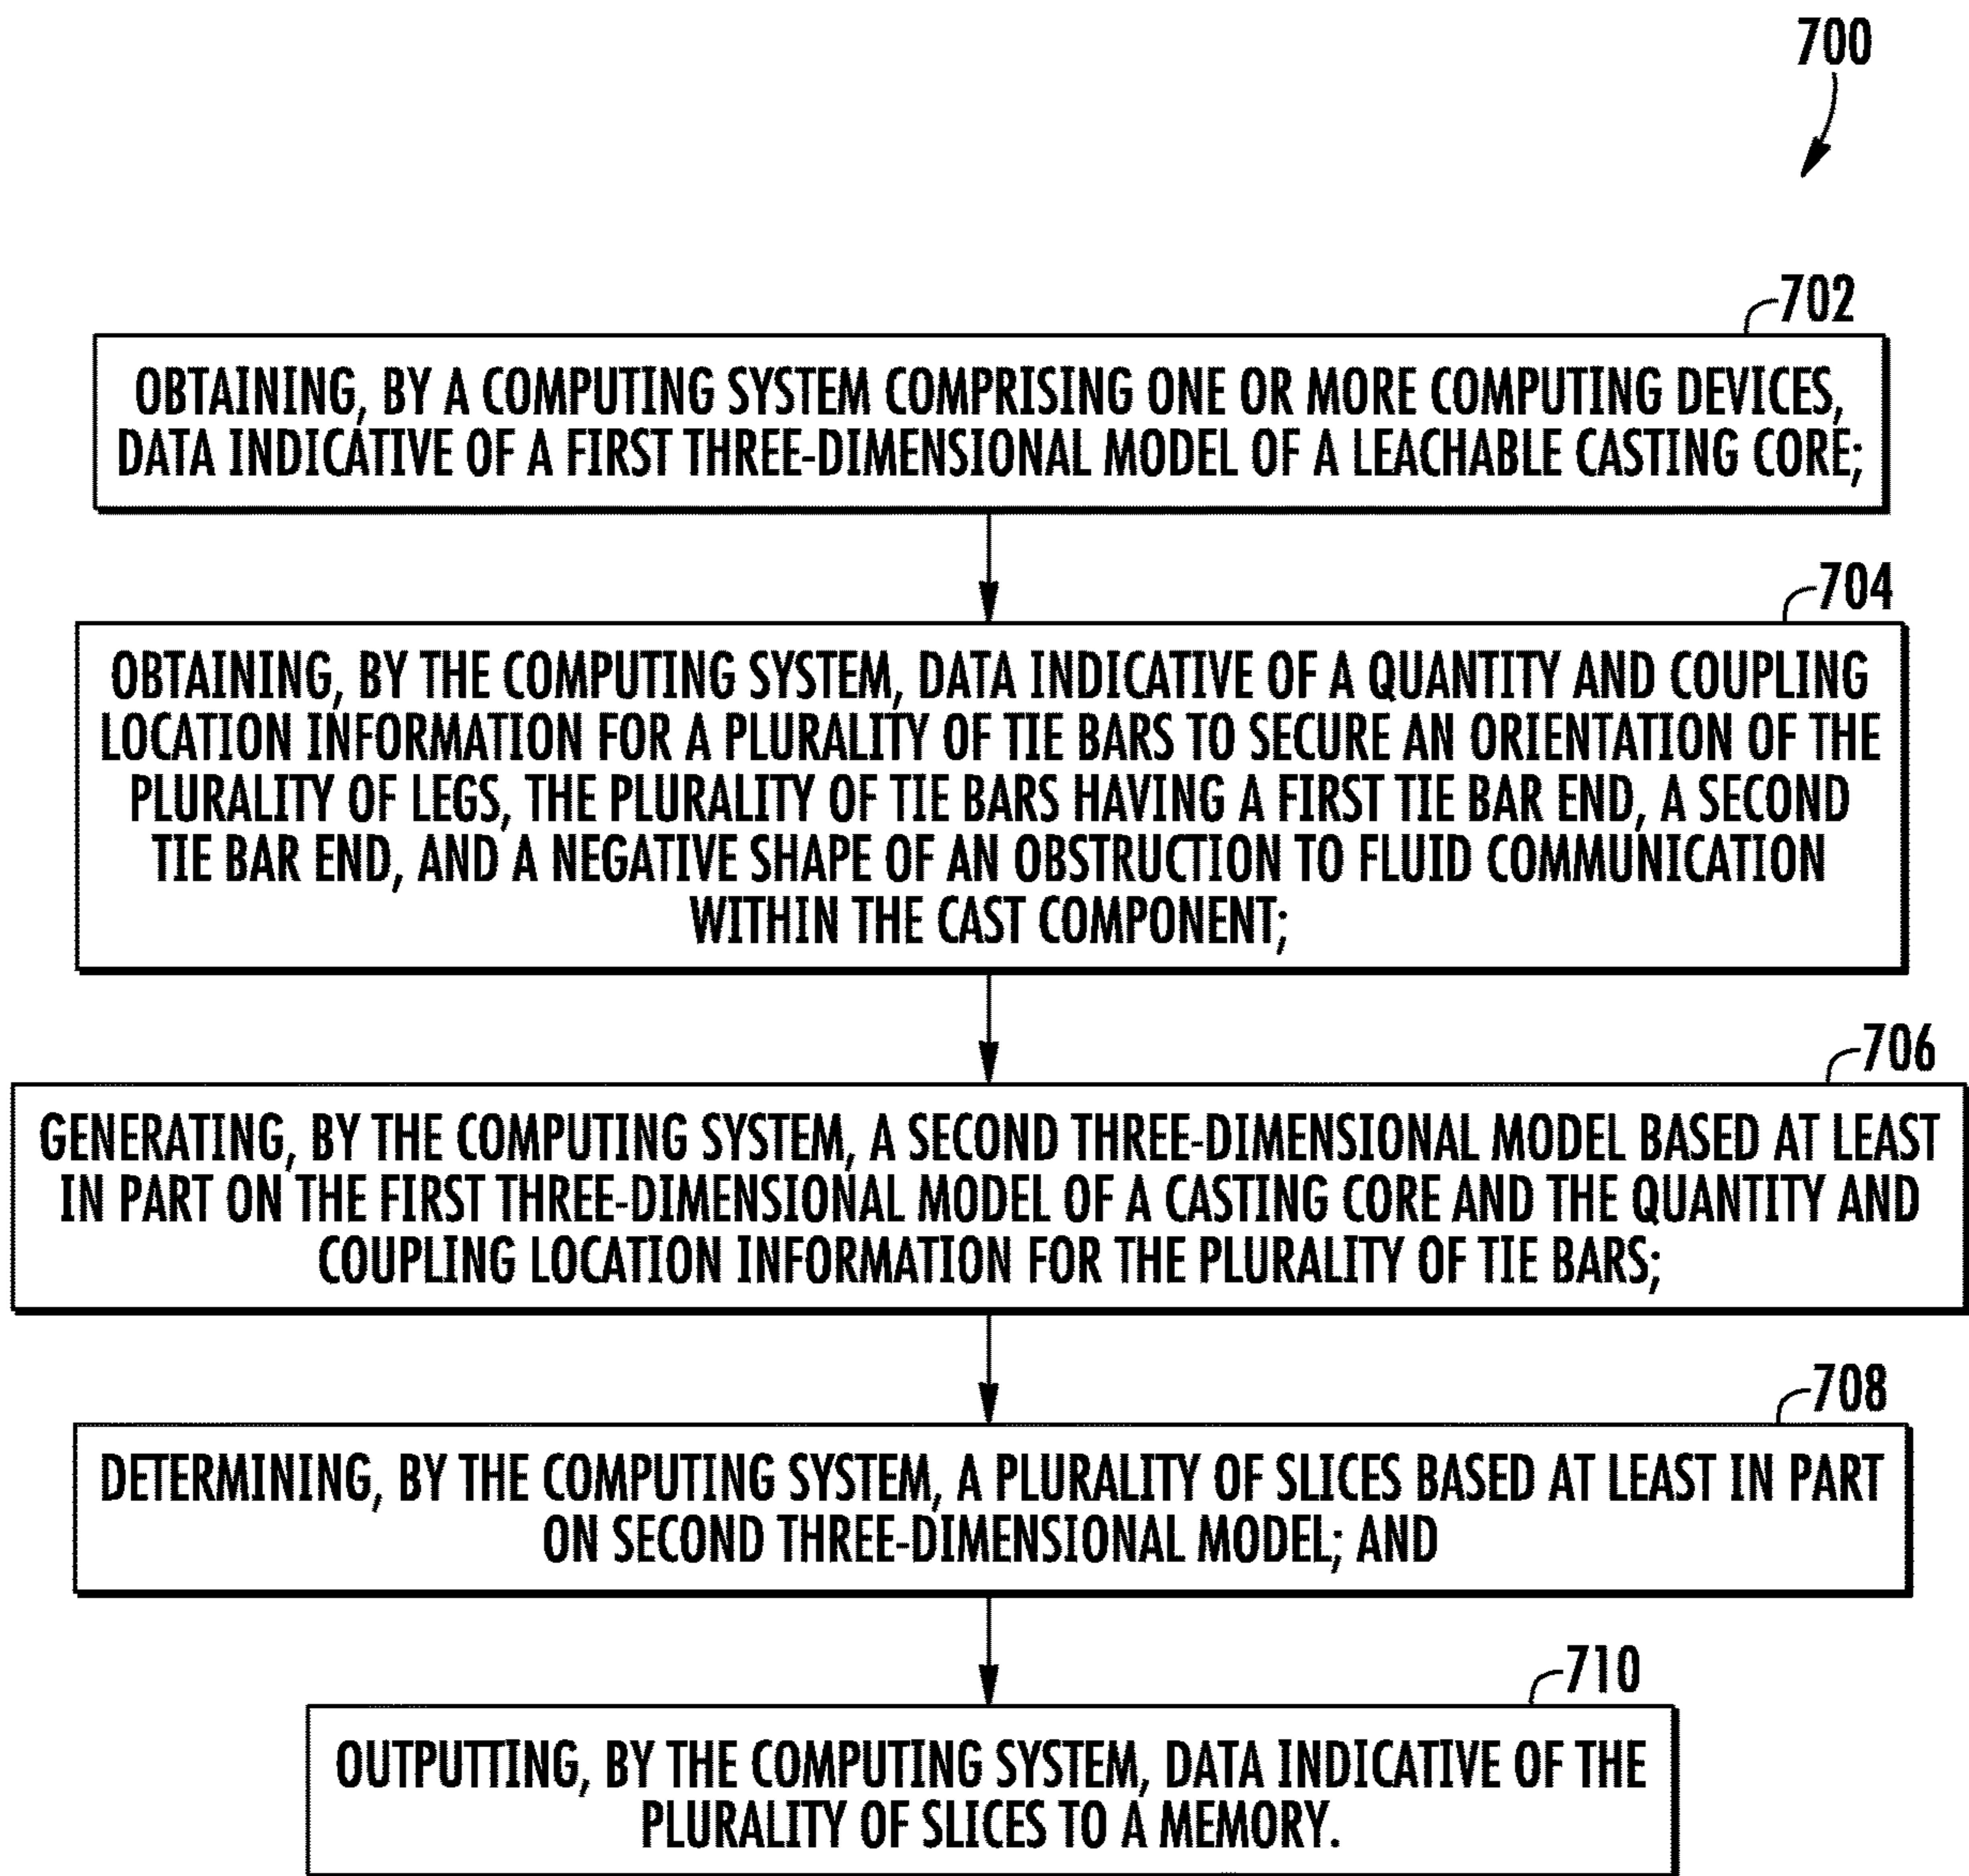 700
702
OBTAINING, BY A COMPUTING SYSTEM COMPRISING ONE OR MORE COMPUTING DEVICES,
DATA INDICATIVE OF A FIRST THREE-DIMENSIONAL MODEL OF A LEACHABLE CASTING CORE;
704
OBTAINING, BY THE COMPUTING SYSTEM, DATA INDICATIVE OF A QUANTITY AND COUPLING
LOCATION INFORMATION FOR A PLURALITY OF TIE BARS TO SECURE AN ORIENTATION OF THE
PLURALITY OF LEGS, THE PLURALITY OF TIE BARS HAVING A FIRST TIE BAR END, A SECOND
TIE BAR END, AND A NEGATIVE SHAPE OF AN OBSTRUCTION TO FLUID COMMUNICATION
WITHIN THE CAST COMPONENT;
706
GENERATING, BY THE COMPUTING SYSTEM, A SECOND THREE-DIMENSIONAL MODEL BASED AT LEAST
IN PART ON THE FIRST THREE-DIMENSIONAL MODEL OF A CASTING CORE AND THE QUANTITY AND
COUPLING LOCATION INFORMATION FOR THE PLURALITY OF TIE BARS;
708
DETERMINING, BY THE COMPUTING SYSTEM, A PLURALITY OF SLICES BASED AT LEAST IN PART
ON SECOND THREE-DIMENSIONAL MODEL; AND
710
OUTPUTTING, BY THE COMPUTING SYSTEM, DATA INDICATIVE OF THE
PLURALITY OF SLICES TO A MEMORY.